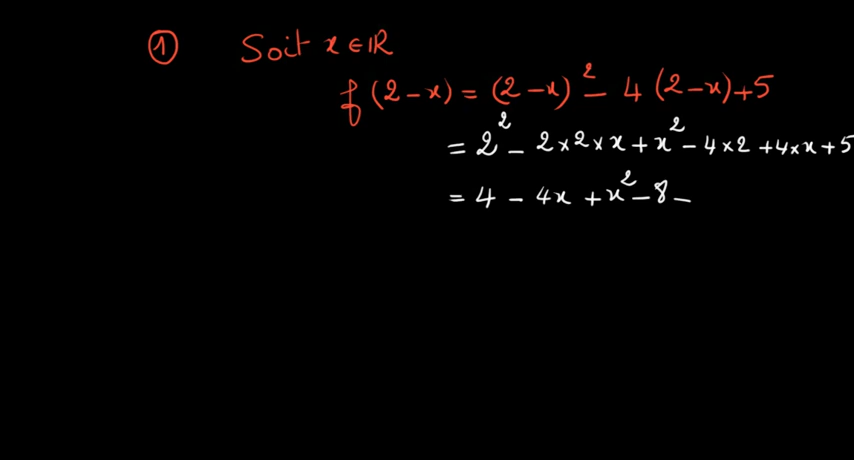 ① Soit x ∈ ℝ
f(2-x) = (2-x)² - 4(2-x)+5
= 2² - 2×2×x + x² - 4×2 + 4×x + 5
= 4 - 4x + x² - 8 -